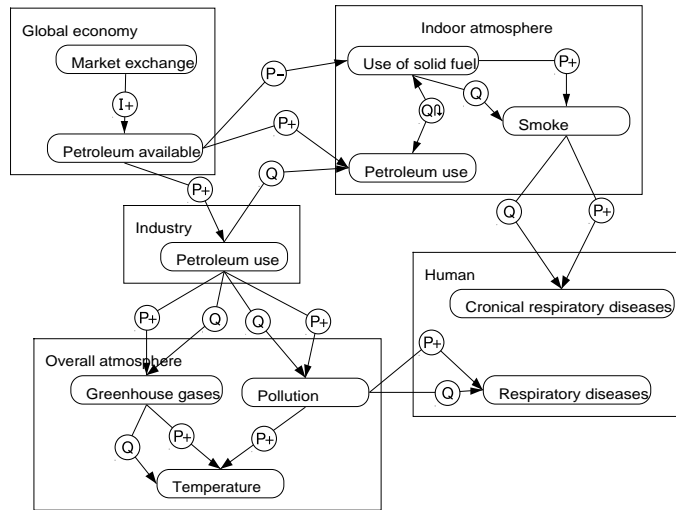 Global economy
Market exchange
I+
Petroleum available
P−
P+
P+
Q
Indoor atmosphere
Use of solid fuel
P+
Q
Q
Smoke
Petroleum use
Q
P+
Industry
Petroleum use
P+
Q
Q
P+
Human
Cronical respiratory diseases
P+
Q
Respiratory diseases
Overall atmosphere
Greenhouse gases
Pollution
Q
P+
P+
Temperature